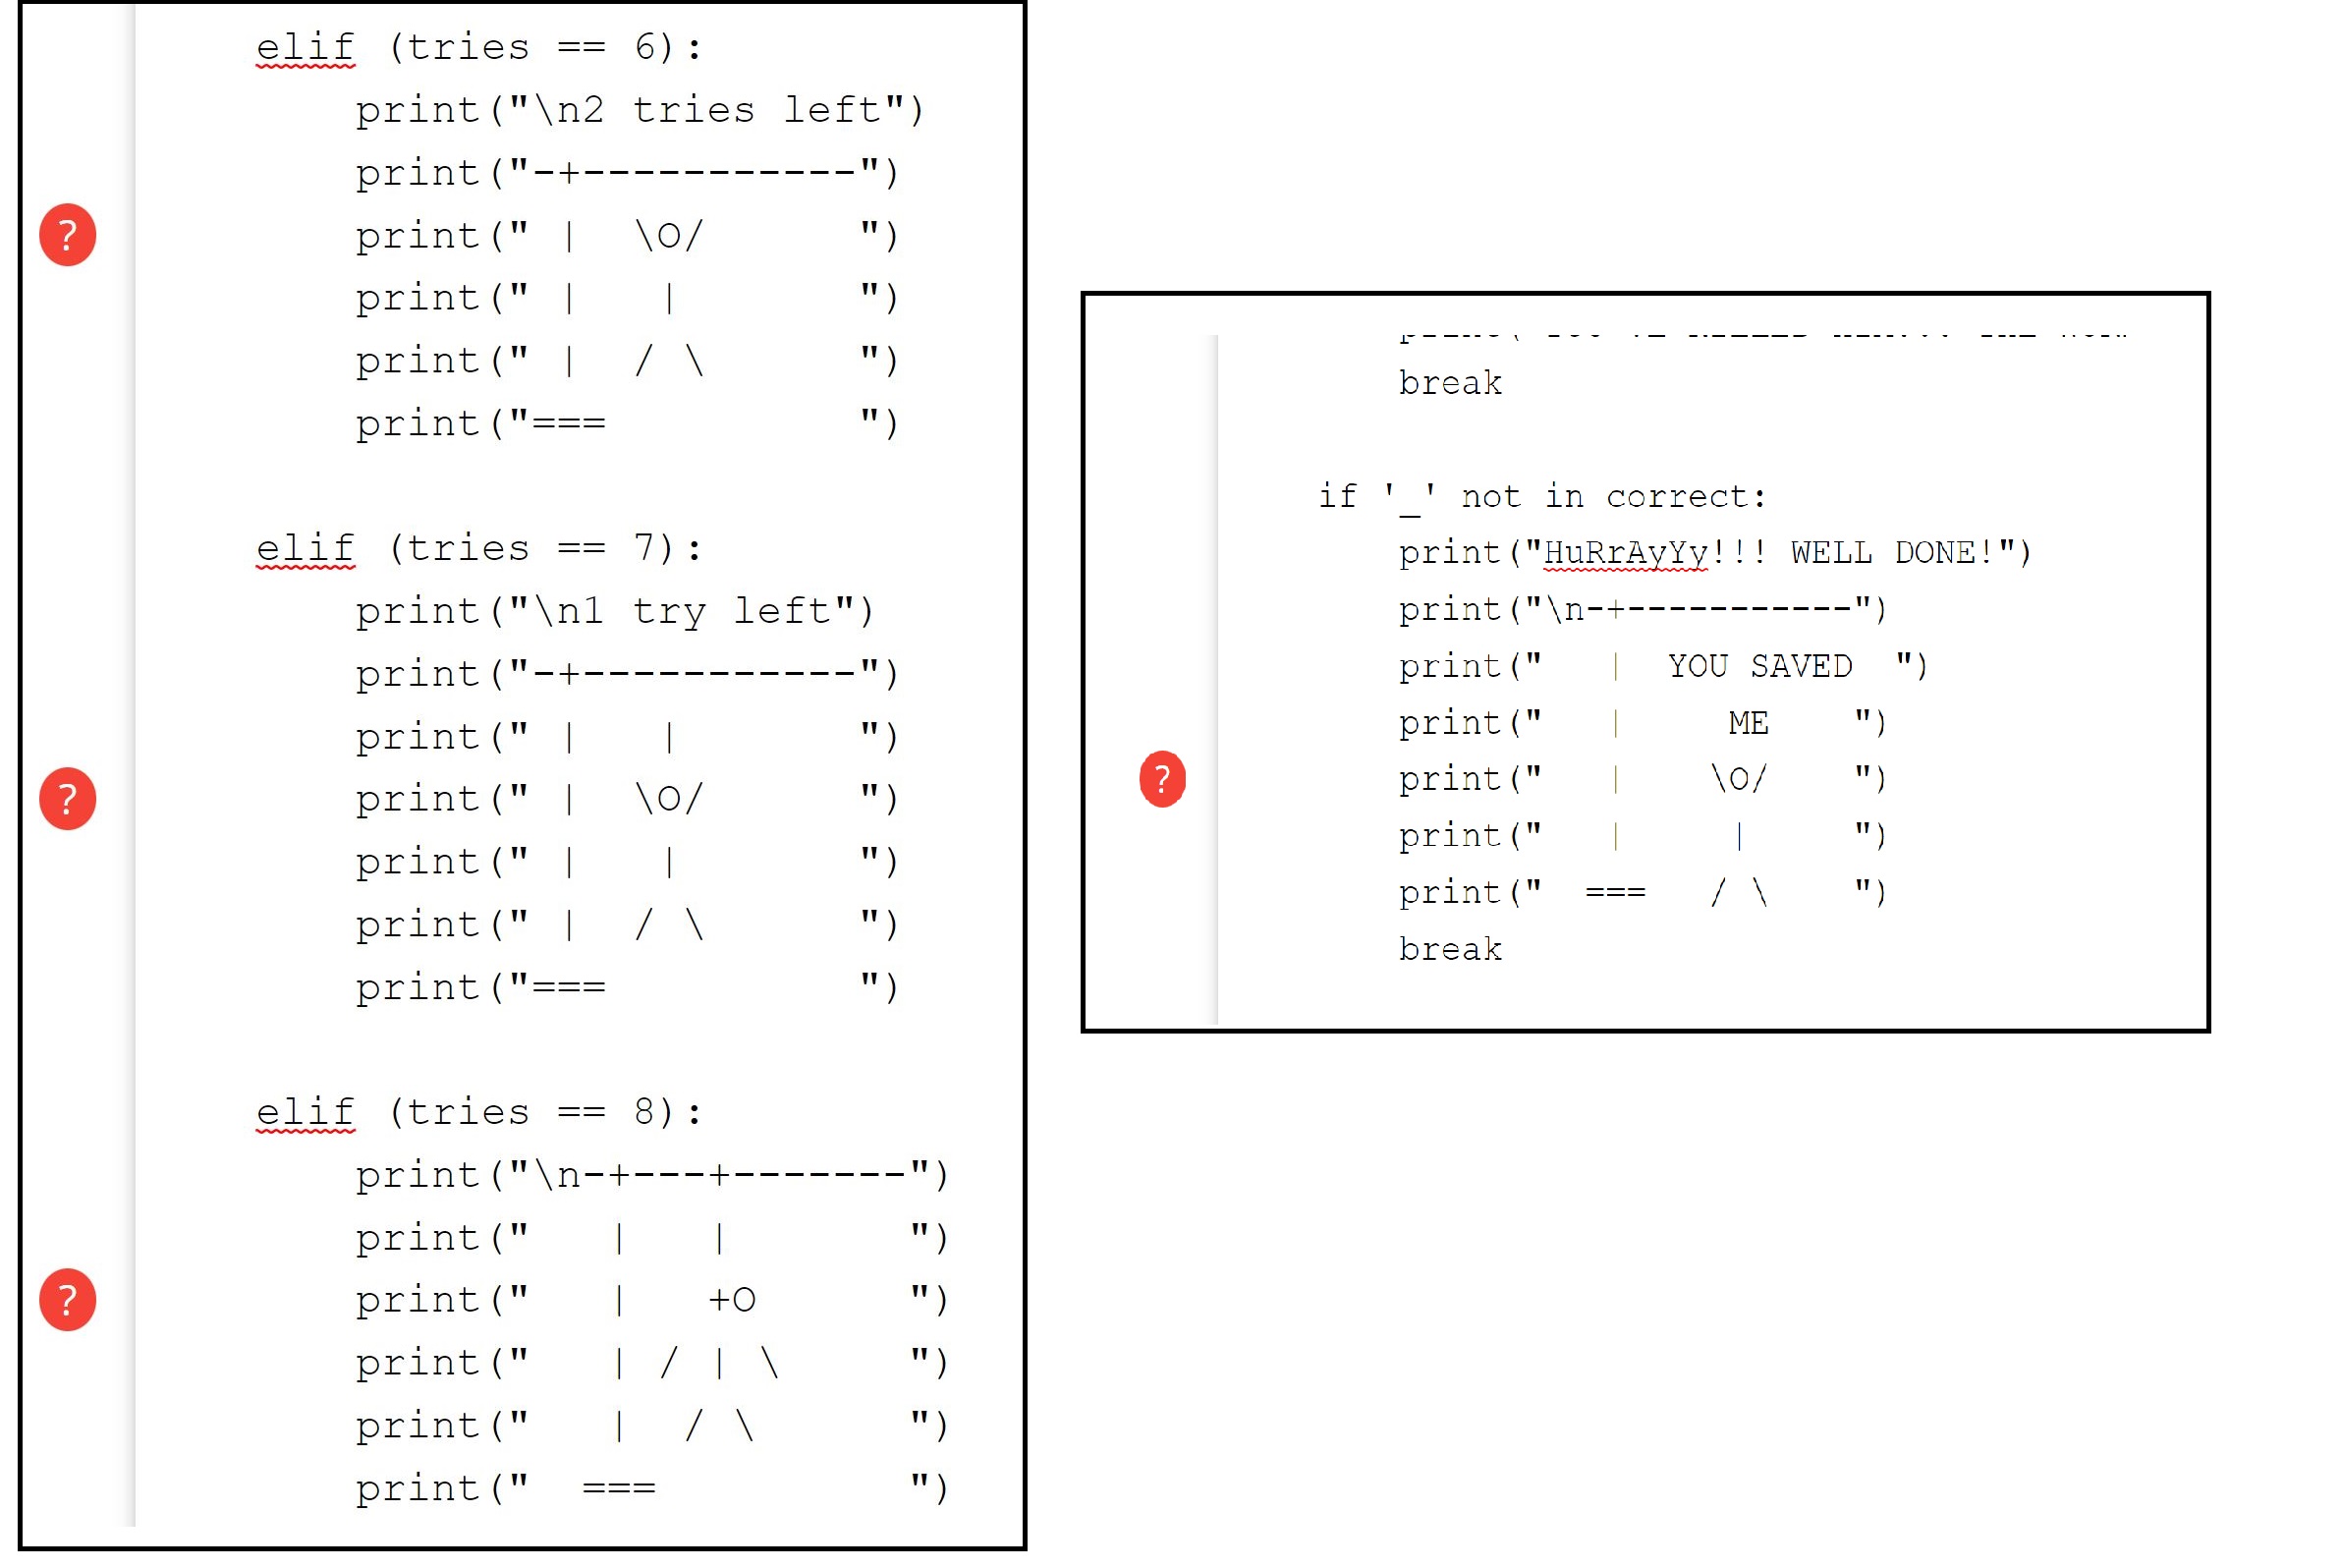 elif (tries == 6):
    print("\n2 tries left")
    print("-+-----------")
?
    print(" |  \O/      ")
    print(" |   |       ")
    print(" |  / \      ")
    print("===          ")
elif (tries == 7):
    print("\n1 try left")
    print("-+-----------")
    print(" |   |       ")
?
    print(" |  \O/      ")
    print(" |   |       ")
    print(" |  / \      ")
    print("===          ")
elif (tries == 8):
    print("\n-+---+-------")
    print("   |   |       ")
?
    print("   |   +O      ")
    print("   | / | \     ")
    print("   |  / \      ")
    print("  ===          ")
    break
if '_' not in correct:
    print("HuRrAyYy!!! WELL DONE!")
    print("\n-+-----------")
    print("   |  YOU SAVED  ")
    print("   |     ME    ")
?
    print("   |    \O/    ")
    print("   |     |     ")
    print("  ===   / \    ")
    break